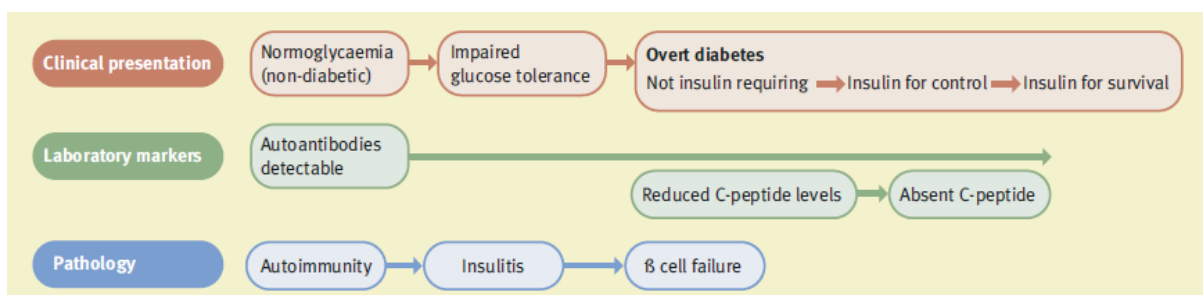 Clinical presentation
Normoglycaemia
(non-diabetic)
Impaired
glucose tolerance
Overt diabetes
Not insulin requiring
Insulin for control
Insulin for survival
Laboratory markers
Autoantibodies
detectable
Reduced C-peptide levels
Absent C-peptide
Pathology
Autoimmunity
Insulitis
ß cell failure